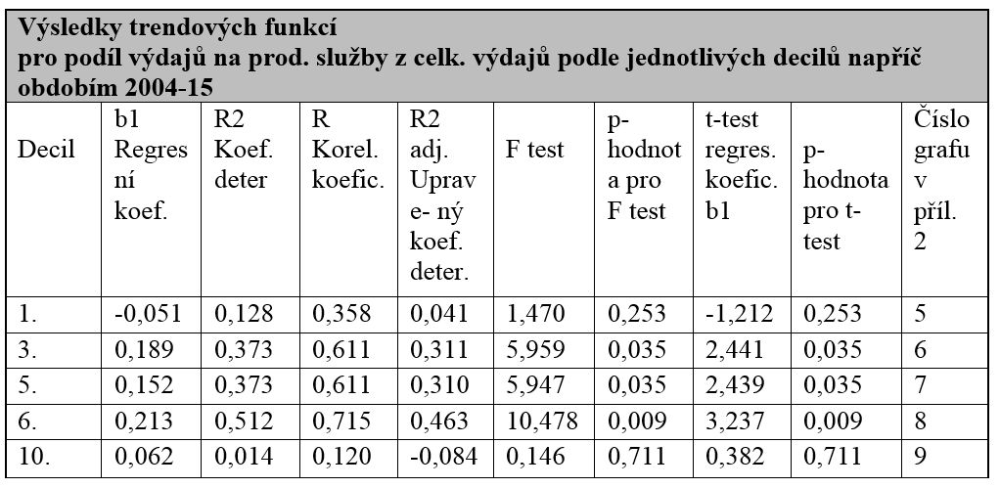 Výsledky trendových funkcí
pro podíl výdajů na prod. služby z celk. výdajů podle jednotlivých decilů napříč
obdobím 2004-15
Decil
b1
Regres
ní
koef.
R2
Koef.
deter
R
Korel.
koefic.
R2
adj.
Uprav
e- ný
koef.
deter.
F test
p-
hodnot
a pro
F test
t-test
regres.
koefic.
b1
p-
hodnota
pro t-
test
Číslo
grafu
v
příl.
2
1. -0,051 0,128 0,358 0,041 1,470 0,253 -1,212 0,253 5
3. 0,189 0,373 0,611 0,311 5,959 0,035 2,441 0,035 6
5. 0,152 0,373 0,611 0,310 5,947 0,035 2,439 0,035 7
6. 0,213 0,512 0,715 0,463 10,478 0,009 3,237 0,009 8
10. 0,062 0,014 0,120 -0,084 0,146 0,711 0,382 0,711 9